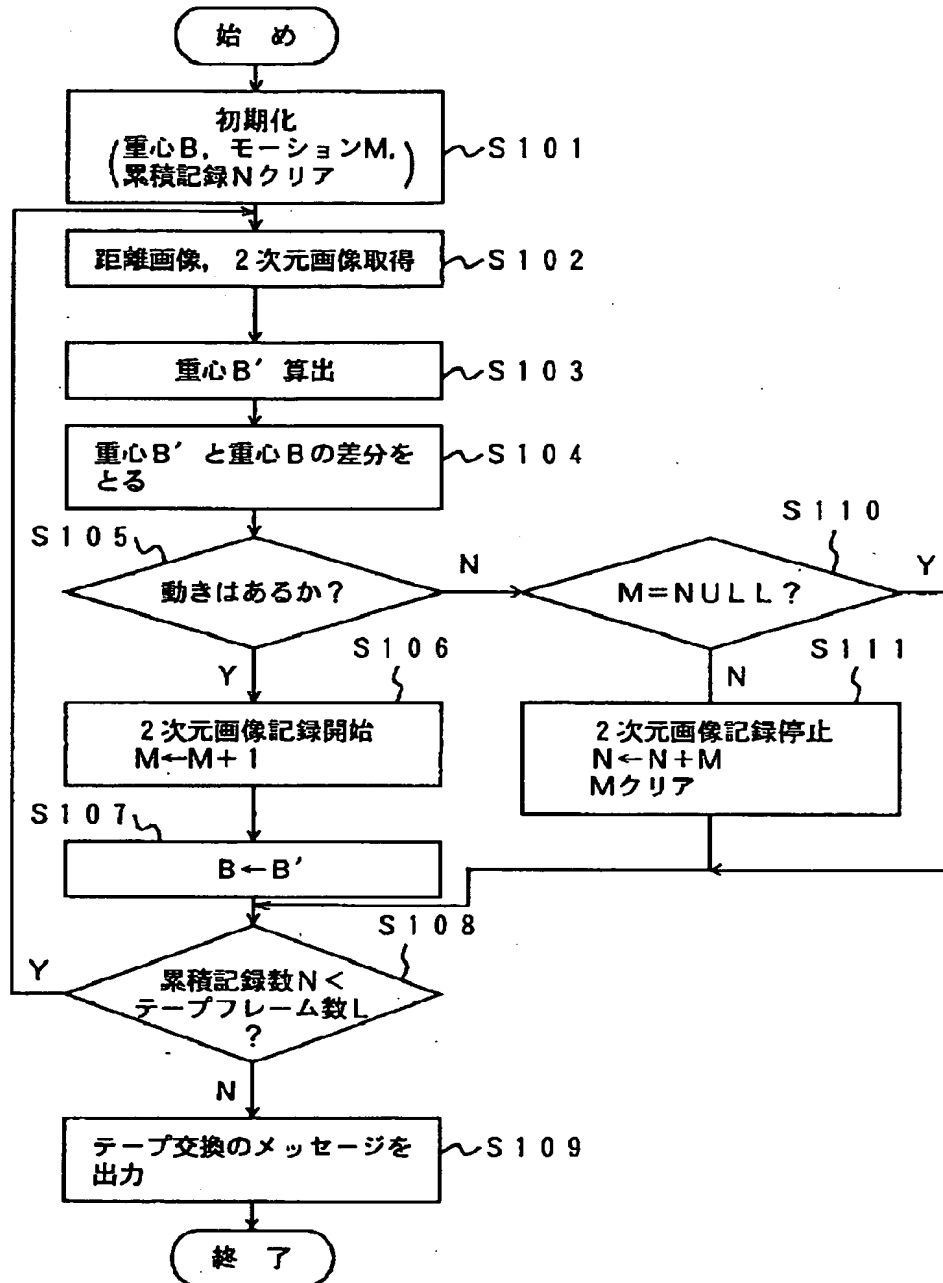 始 め
初期化
(重心B, モーションM,
累積記録Nクリア)
S101
距離画像, 2次元画像取得
S102
重心B′ 算出
S103
重心B′ と重心Bの差分を
とる
S104
S105
動きはあるか?
N
Y
S110
M=NULL?
Y
N
S106
2次元画像記録開始
M←M+1
S111
2次元画像記録停止
N←N+M
Mクリア
S107
B←B′
S108
累積記録数N<
テープフレーム数L
?
Y
N
テープ交換のメッセージを
出力
S109
終 了